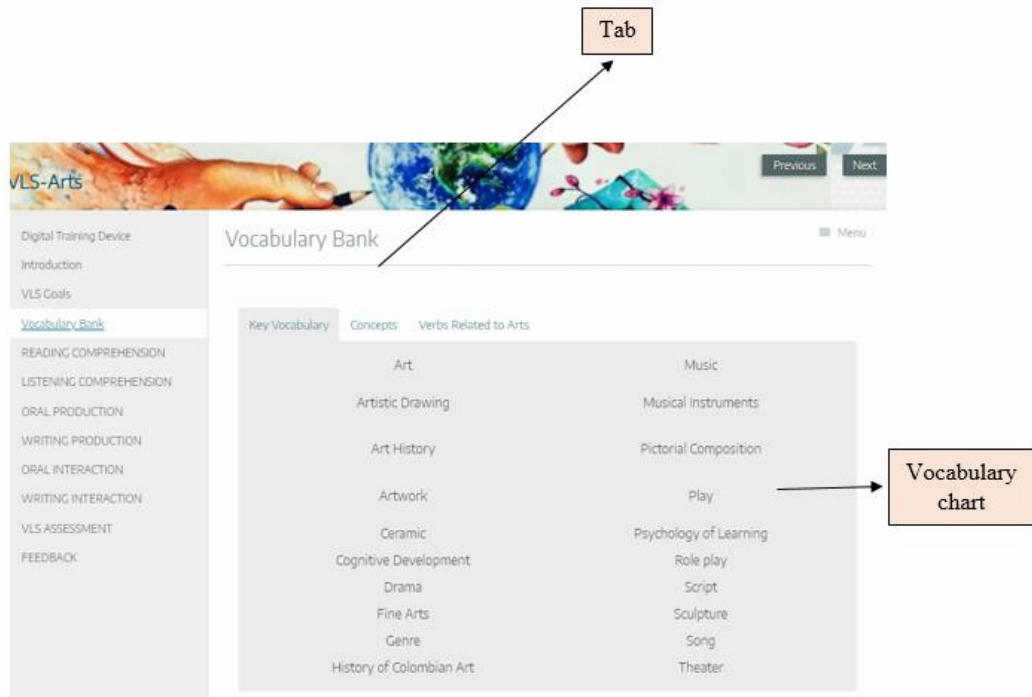 Tab
Previous
Next
VLS-Arts
Digital Training Device
Introduction
VLS Goals
Vocabulary Bank
READING COMPREHENSION
LISTENING COMPREHENSION
ORAL PRODUCTION
WRITING PRODUCTION
ORAL INTERACTION
WRITING INTERACTION
VLS ASSESSMENT
FEEDBACK
Vocabulary Bank
Menu
Key Vocabulary Concepts Verbs Related to Arts
Art Music
Artistic Drawing Musical Instruments
Art History Pictorial Composition
Artwork Play
Ceramic Psychology of Learning
Cognitive Development Role play
Drama Script
Fine Arts Sculpture
Genre Song
History of Colombian Art Theater
Vocabulary
chart